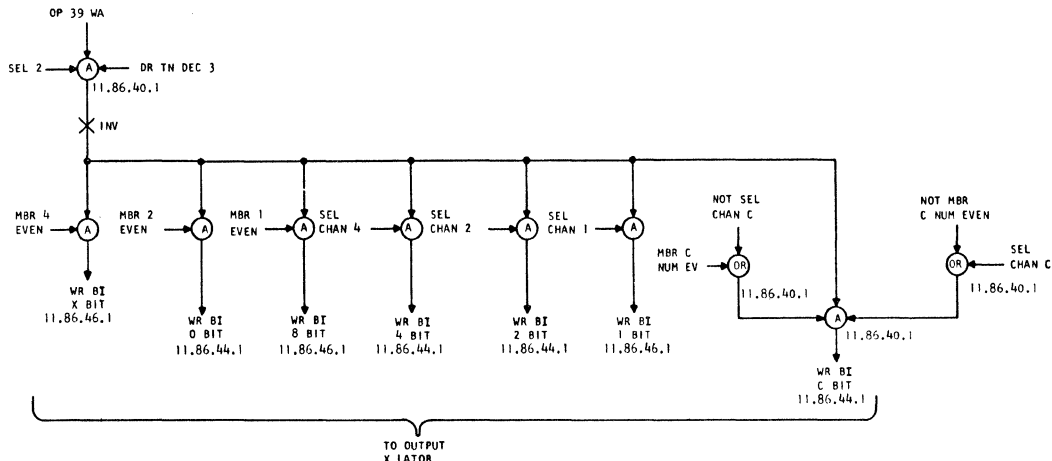 OP 39 WA
SEL 2
A
DR TN DEC 3
11.86.40.1
INV
MBR 4
EVEN
A
MBR 2
EVEN
A
MBR 1
EVEN
A
SEL
CHAN 4
A
SEL
CHAN 2
A
SEL
CHAN 1
A
NOT SEL
CHAN C
MBR C
NUM EV
OR
11.86.40.1
NOT MBR
C NUM EVEN
OR
SEL
CHAN C
11.86.40.1
A
11.86.40.1
WR BI
X BIT
11.86.46.1
WR BI
0 BIT
11.86.44.1
WR BI
8 BIT
11.86.46.1
WR BI
4 BIT
11.86.44.1
WR BI
2 BIT
11.86.44.1
WR BI
1 BIT
11.86.46.1
WR BI
C BIT
11.86.44.1
TO OUTPUT
X LATOR